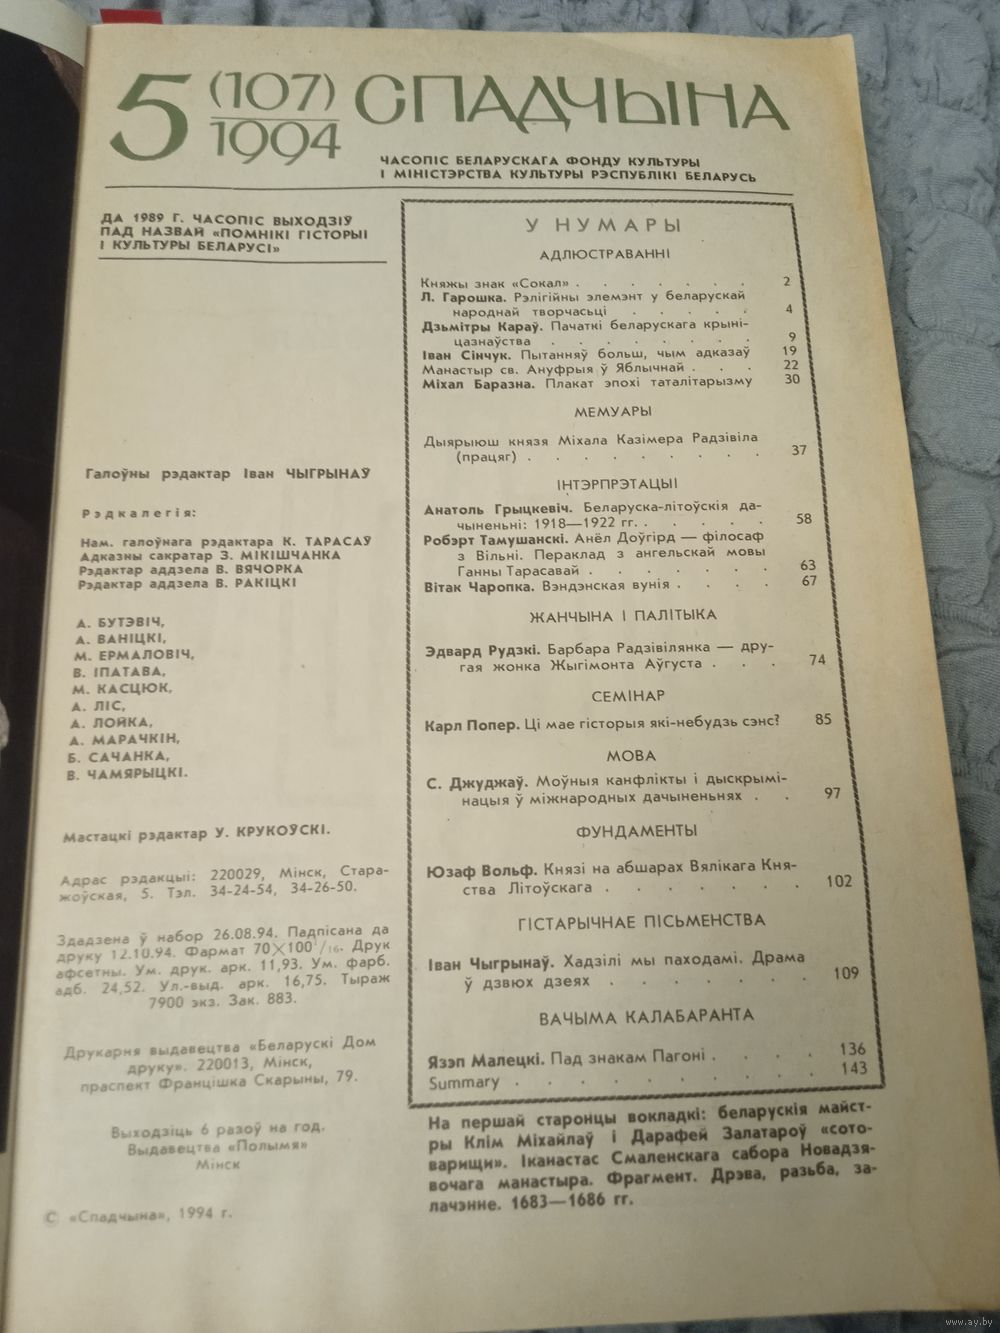 5 (107) 1994 СПАДЧЫНА
ЧАСОПІС БЕЛАРУСКАГА ФОНДУ КУЛЬТУРЫ
І МІНІСТЭРСТВА КУЛЬТУРЫ РЭСПУБЛІКІ БЕЛАРУСЬ
ДА 1989 Г. ЧАСОПІС ВЫХОДЗІЎ
ПАД НАЗВАЙ «ПОМНІКІ ГІСТОРЫІ
І КУЛЬТУРЫ БЕЛАРУСІ»
Галоўны рэдактар Іван ЧЫГРЫНАЎ
Рэдкалегія:
Нам. галоўнага рэдактара К. ТАРАСАЎ
Адказны сакратар З. МІКІШЧАНКА
Рэдактар аддзела В. ВЯЧОРКА
Рэдактар аддзела В. РАКІЦКІ
А. БУТЭВІЧ,
А. ВАНІЦКІ,
М. ЕРМАЛОВІЧ,
В. ІПАТАВА,
М. КАСЦЮК,
А. ЛІС,
А. ЛОЙКА,
А. МАРАЧКІН,
Б. САЧАНКА,
В. ЧАМЯРЫЦКІ.
Мастацкі рэдактар У. КРУКОЎСКІ.
Адрас рэдакцыі: 220029, Мінск, Стара-
жоўская, 5. Тэл. 34-24-54, 34-26-50.
Здадзена ў набор 26.08.94. Падпісана да
друку 12.10.94. Фармат 70×100 1/16. Друк
афсетны. Ум. друк. арк. 11,93. Ум. фарб.
адб. 24,52. Ул.-выд. арк. 16,75. Тыраж
7900 экз. Зак. 883.
Друкарня выдавецтва «Беларускі Дом
друку». 220013, Мінск,
праспект Францішка Скарыны, 79.
Выходзіць 6 разоў на год.
Выдавецтва «Полымя»
Мінск
© «Спадчына», 1994 г.
У НУМАРЫ
АДЛЮСТРАВАННІ
Княжы знак «Сокал» . . . . . . . 2
Л. Гарошка. Рэлігійны элемэнт у беларускай
народнай творчасьці . . . . . 4
Дзьмітры Караў. Пачаткі беларускага крыні-
цазнаўства . . . . . . . . 9
Іван Сінчук. Пытанняў больш, чым адказаў 19
Манастыр св. Ануфрыя ў Яблычнай . . . 22
Міхал Баразна. Плакат эпохі таталітарызму 30
МЕМУАРЫ
Дыярыюш князя Міхала Казімера Радзівіла
(працяг) . . . . . . . . . 37
ІНТЭРПРЭТАЦЫІ
Анатоль Грыцкевіч. Беларуска-літоўскія да-
чыненьні: 1918—1922 гг. . . . . . 58
Робэрт Тамушанскі. Анёл Доўгірд — філосаф
з Вільні. Пераклад з ангельскай мовы
Ганны Тарасавай . . . . . . . 63
Вітак Чаропка. Вэндэнская вунія . . . . 67
ЖАНЧЫНА І ПАЛІТЫКА
Эдвард Рудзкі. Барбара Радзівілянка — дру-
гая жонка Жыгімонта Аўгуста . . . 74
СЕМІНАР
Карл Попер. Ці мае гісторыя які-небудзь сэнс? 85
МОВА
С. Джуджаў. Моўныя канфлікты і дыскрымі-
нацыя ў міжнародных дачыненьнях . . 97
ФУНДАМЕНТЫ
Юзаф Вольф. Князі на абшарах Вялікага Кня-
ства Літоўскага . . . . . . . 102
ГІСТАРЫЧНАЕ ПІСЬМЕНСТВА
Іван Чыгрынаў. Хадзілі мы паходамі. Драма
ў дзвюх дзеях . . . . . . . 109
ВАЧЫМА КАЛАБАРАНТА
Язэп Малецкі. Пад знакам Пагоні . . . . 136
Summary . . . . . . . . . . 143
На першай старонцы вокладкі: беларускія майст-
ры Клім Міхайлаў і Дарафей Залатароў «сото-
варищи». Іканастас Смаленскага сабора Новадзя-
вочага манастыра. Фрагмент. Дрэва, разьба, за-
лачэнне. 1683—1686 гг.
www.ay.by